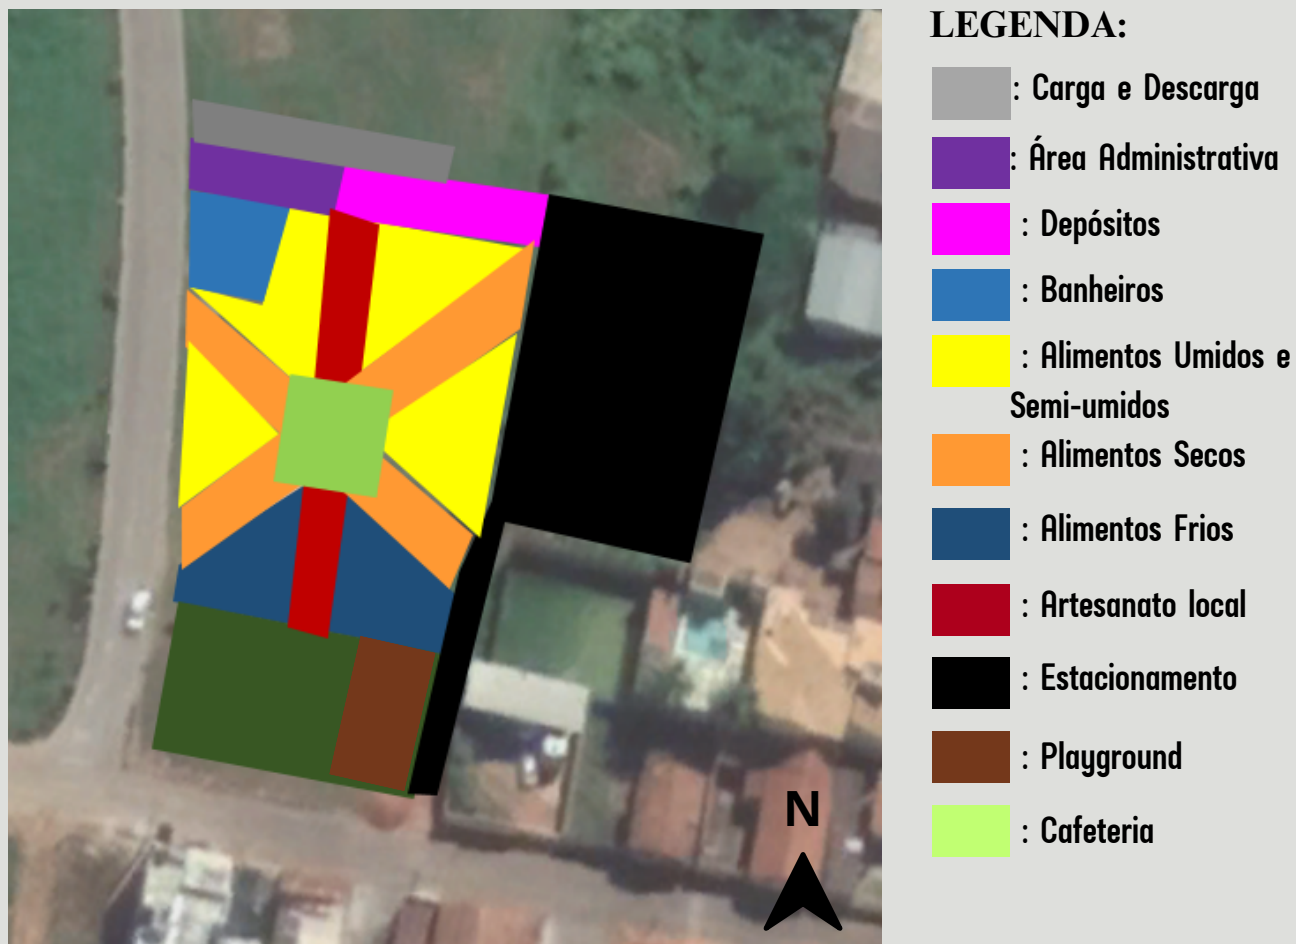 LEGENDA:
: Carga e Descarga
: Área Administrativa
: Depósitos
: Banheiros
: Alimentos Umidos e
Semi-umidos
: Alimentos Secos
: Alimentos Frios
: Artesanato local
: Estacionamento
: Playground
: Cafeteria
N